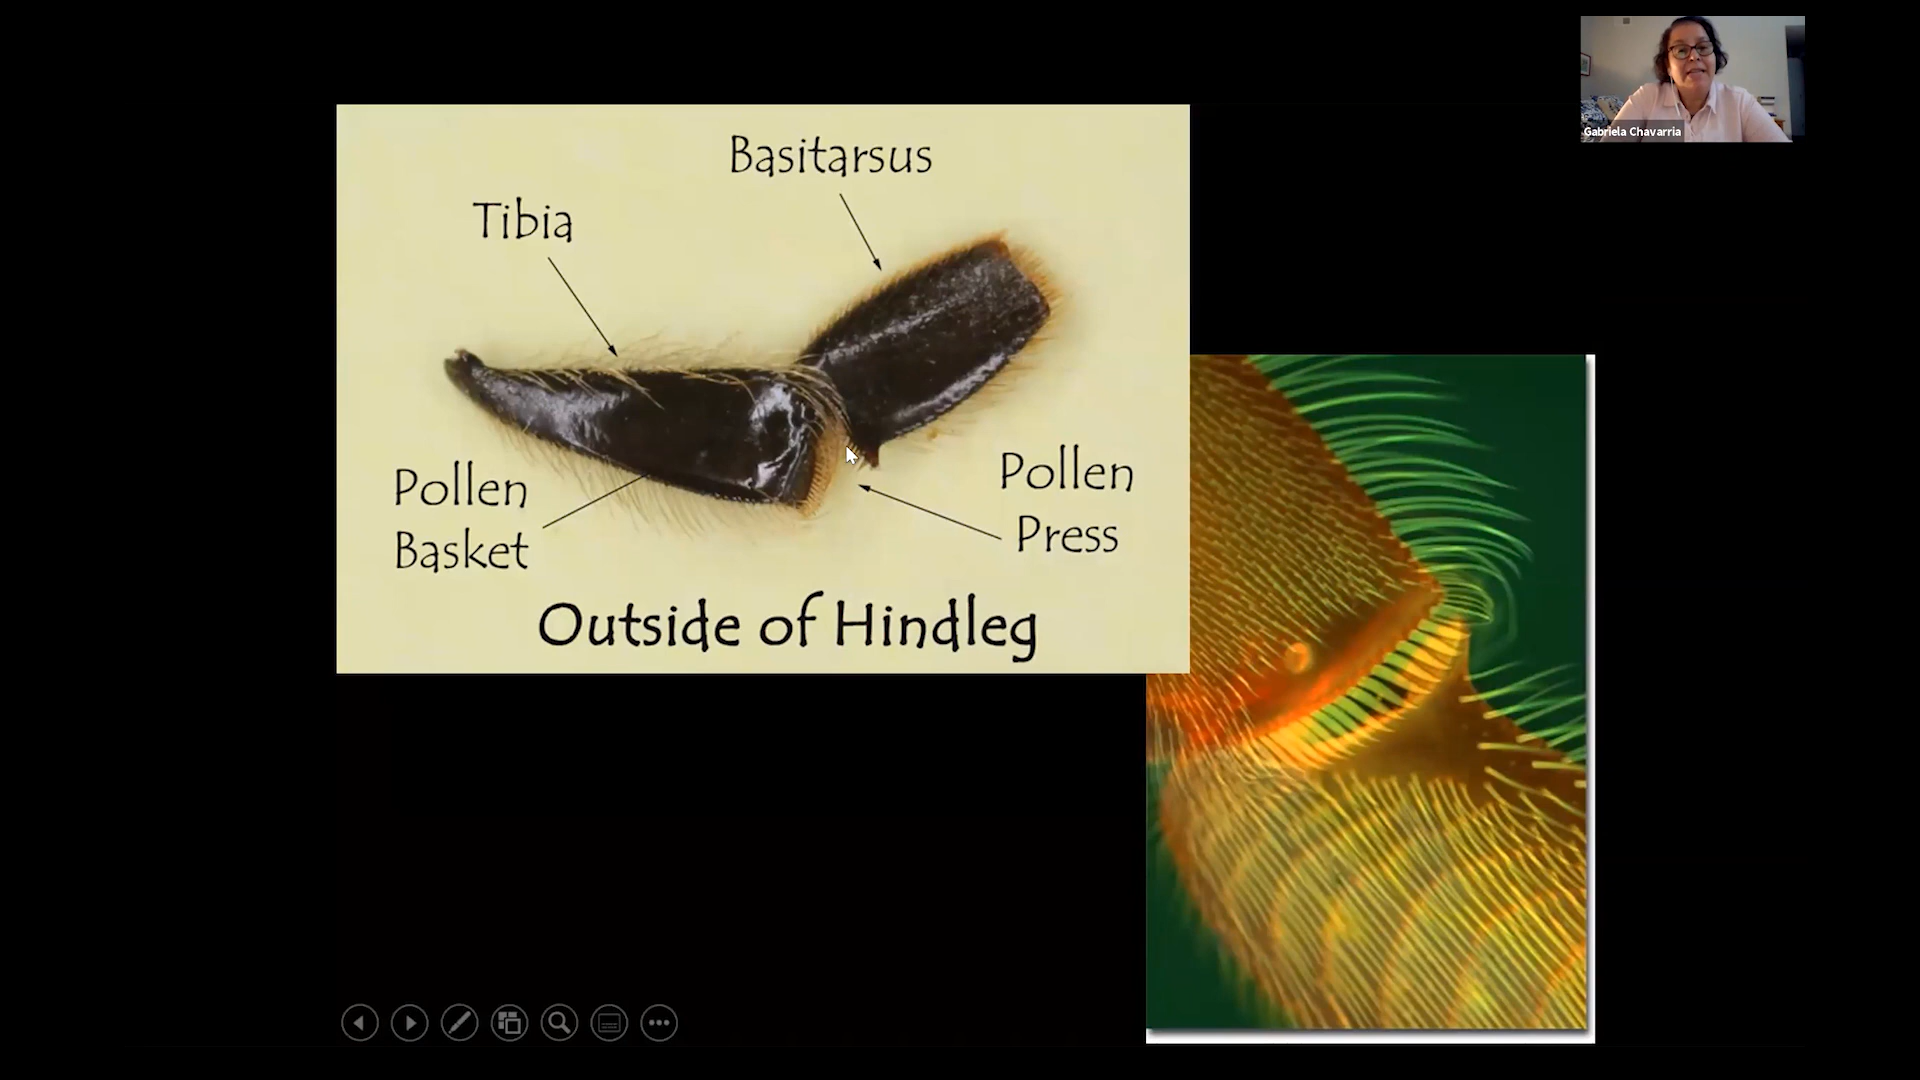 Gabriela Chavarria
Basitarsus
Tibia
Pollen
Basket
Pollen
Press
Outside of Hindleg